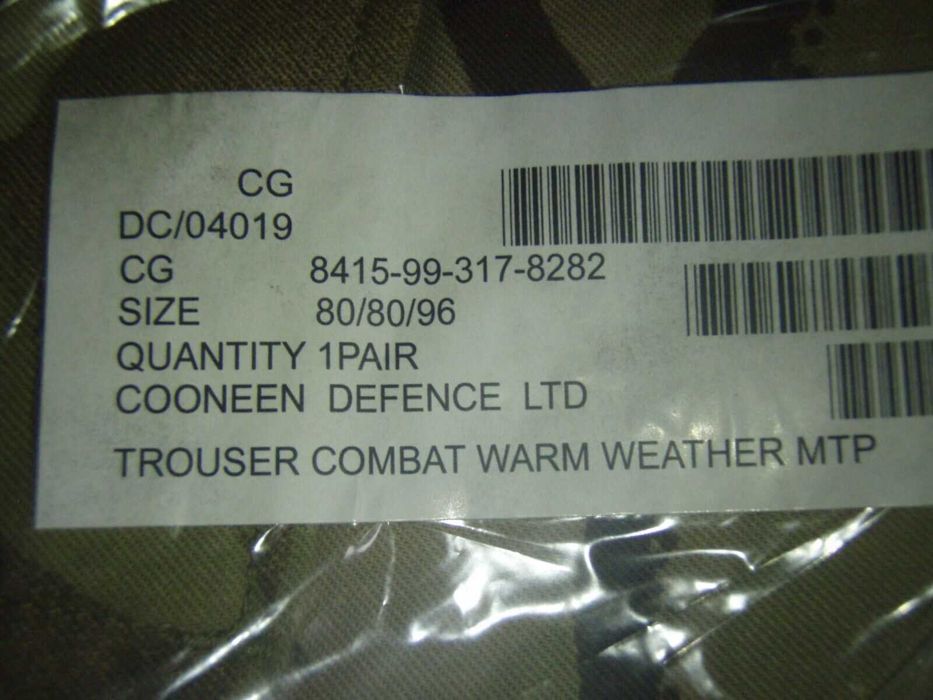 CG
DC/04019
CG 8415-99-317-8282
SIZE 80/80/96
QUANTITY 1PAIR
COONEEN DEFENCE LTD
TROUSER COMBAT WARM WEATHER MTP